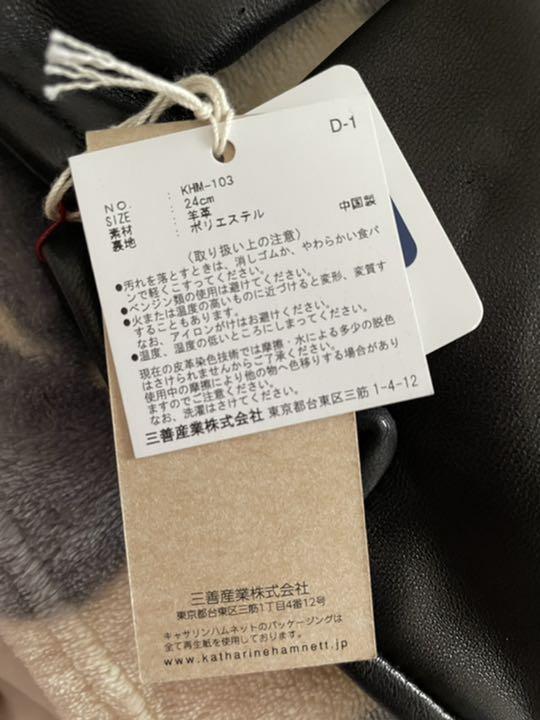 D-1
NO. : KHM-103
SIZE : 24cm
素材 : 羊革
裏地 : ポリエステル 中国製
(取り扱い上の注意)
●汚れを落とすときは、消しゴムか、やわらかい食パ
ンで軽くこすってください。
●ベンジン類の使用は避けてください。
●火または温度の高いものに近づけると変形、変質す
することもあります。
なお、アイロンがけはお避けください。
●温度、湿度の低いところにしまってください。
現在の皮革染色技術では摩擦・水による多少の脱色
はさけられませんからご了承ください。
使用中の摩擦により他の物へ色移りする場合があり
ますのでご注意ください。
なお、洗濯はさけてください。
三善産業株式会社 東京都台東区三筋 1-4-12
三善産業株式会社
東京都台東区三筋1丁目4番12号
キャサリンハムネットのパッケージングは
全て再生紙を使用しております。
www.katharinehamnett.jp